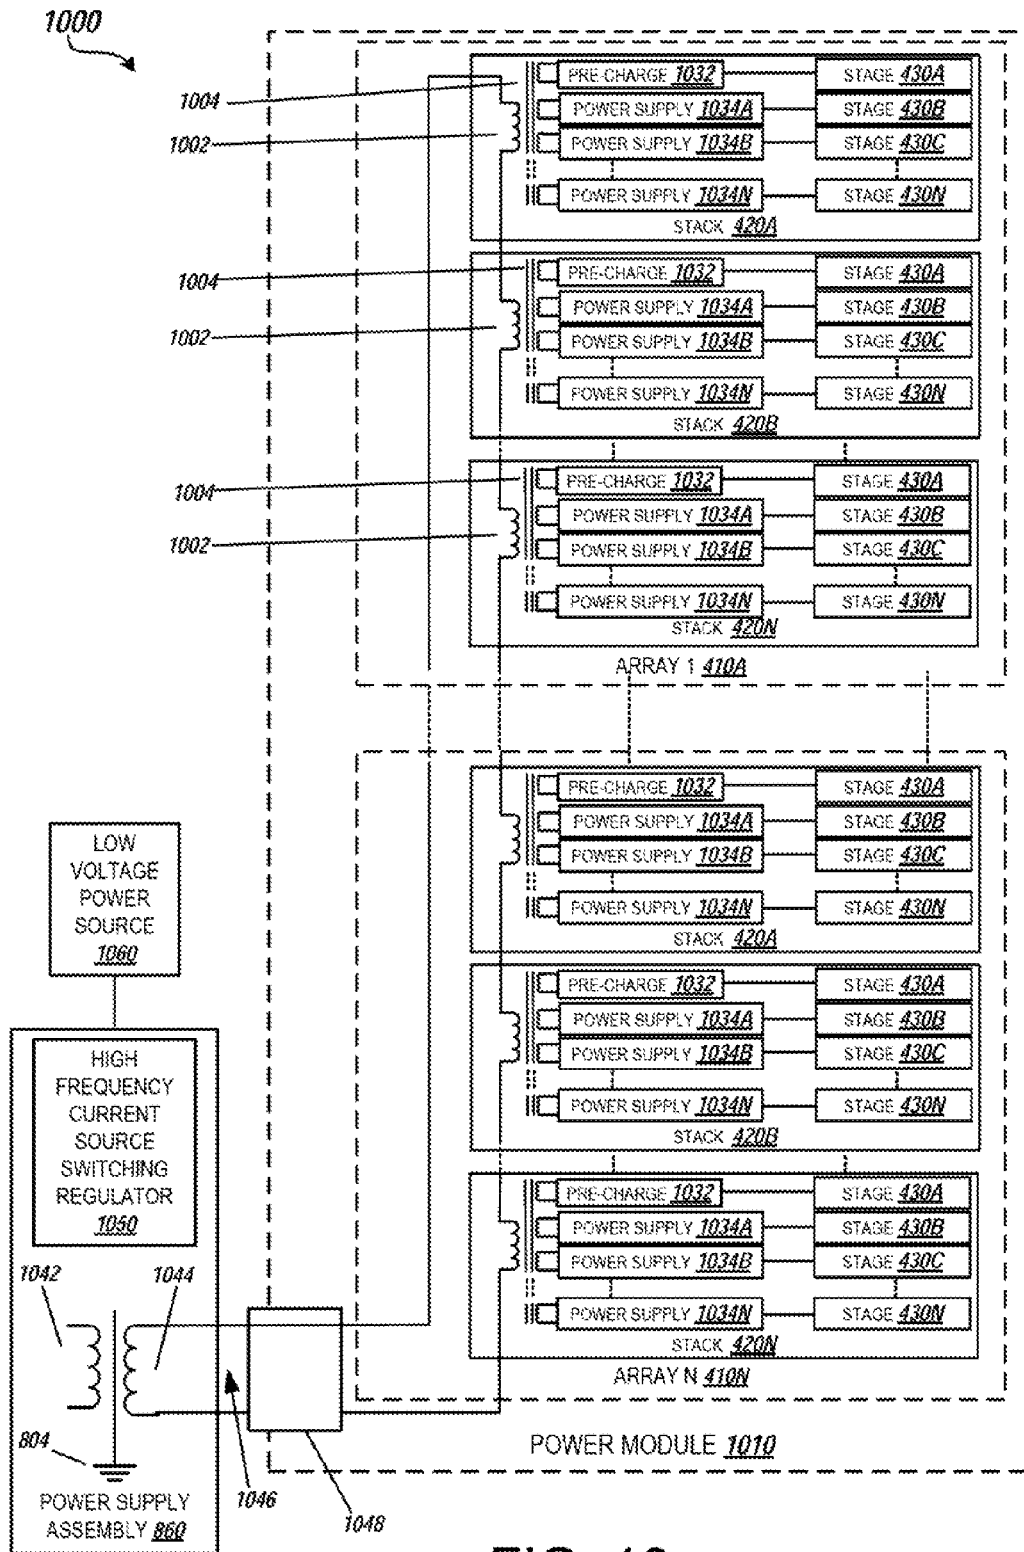 1000
1004
1002
PRE-CHARGE 1032 STAGE 430A
POWER SUPPLY 1034A STAGE 430B
POWER SUPPLY 1034B STAGE 430C
POWER SUPPLY 1034N STAGE 430N
STACK 420A
1004
1002
PRE-CHARGE 1032 STAGE 430A
POWER SUPPLY 1034A STAGE 430B
POWER SUPPLY 1034B STAGE 430C
POWER SUPPLY 1034N STAGE 430N
STACK 420B
1004
1002
PRE-CHARGE 1032 STAGE 430A
POWER SUPPLY 1034A STAGE 430B
POWER SUPPLY 1034B STAGE 430C
POWER SUPPLY 1034N STAGE 430N
STACK 420N
ARRAY 1 410A
PRE-CHARGE 1032 STAGE 430A
POWER SUPPLY 1034A STAGE 430B
POWER SUPPLY 1034B STAGE 430C
POWER SUPPLY 1034N STAGE 430N
STACK 420A
PRE-CHARGE 1032 STAGE 430A
POWER SUPPLY 1034A STAGE 430B
POWER SUPPLY 1034B STAGE 430C
POWER SUPPLY 1034N STAGE 430N
STACK 420B
PRE-CHARGE 1032 STAGE 430A
POWER SUPPLY 1034A STAGE 430B
POWER SUPPLY 1034B STAGE 430C
POWER SUPPLY 1034N STAGE 430N
STACK 420N
ARRAY N 410N
POWER MODULE 1010
LOW
VOLTAGE
POWER
SOURCE
1060
HIGH
FREQUENCY
CURRENT
SOURCE
SWITCHING
REGULATOR
1050
1042
1044
804
1046
1048
POWER SUPPLY
ASSEMBLY 860